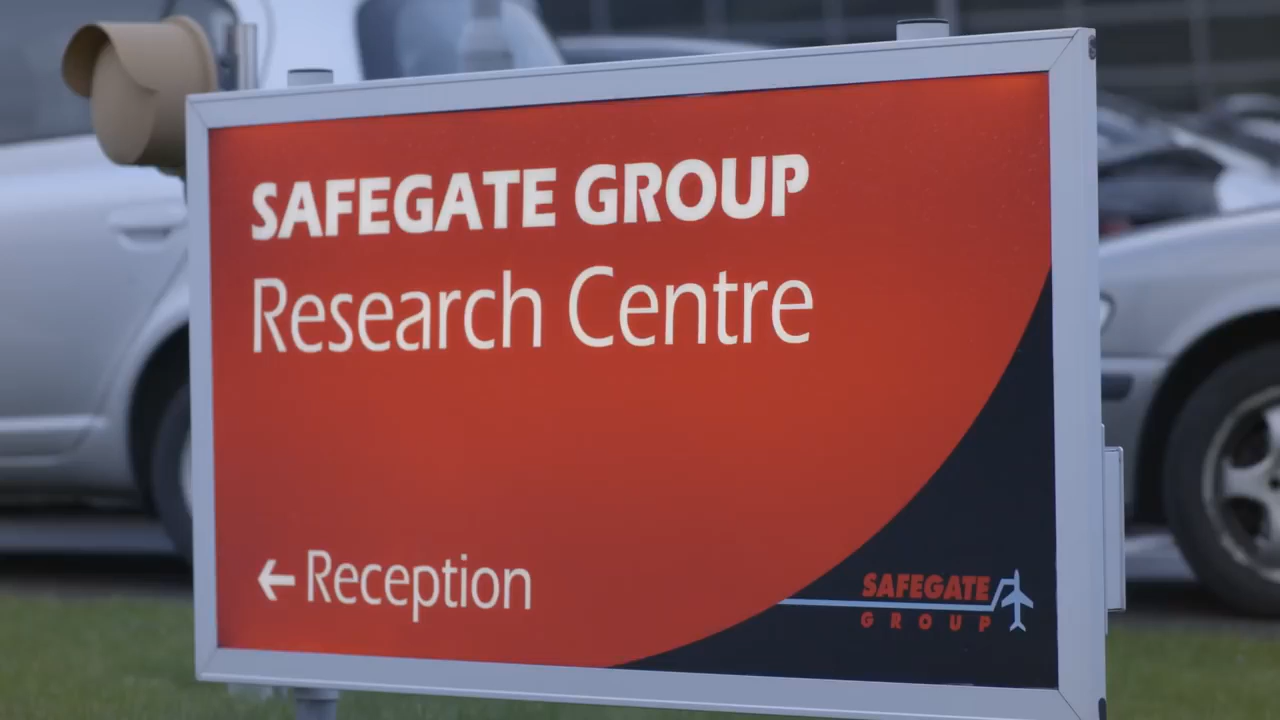 SAFEGATE GROUP
Research Centre
← Reception
SAFEGATE
GROUP